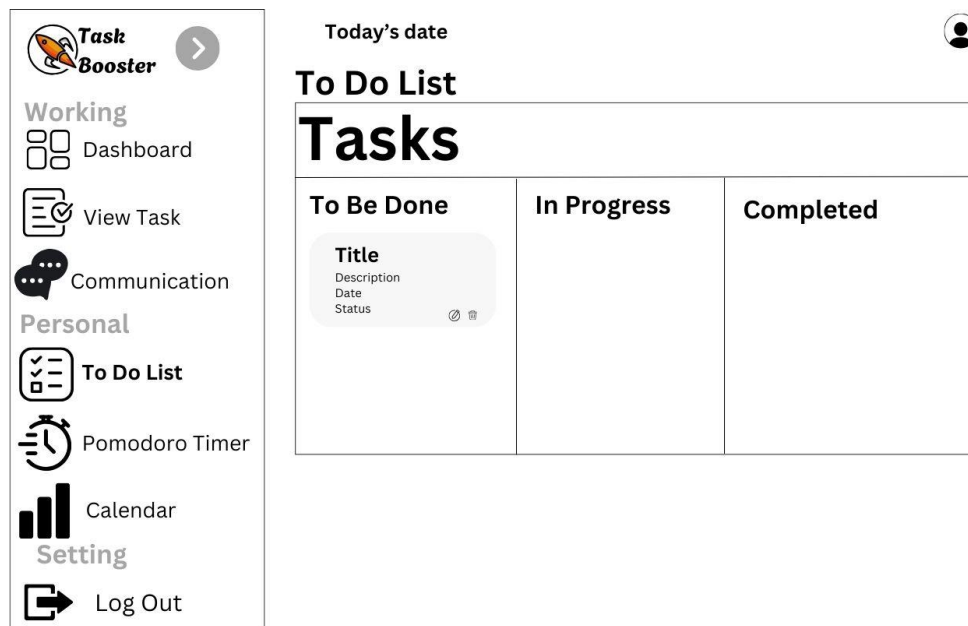 Task
Booster
Working
Dashboard
View Task
Communication
Personal
To Do List
Pomodoro Timer
Calendar
Setting
Log Out
Today’s date
To Do List
Tasks
To Be Done
Title
Description
Date
Status
In Progress
Completed